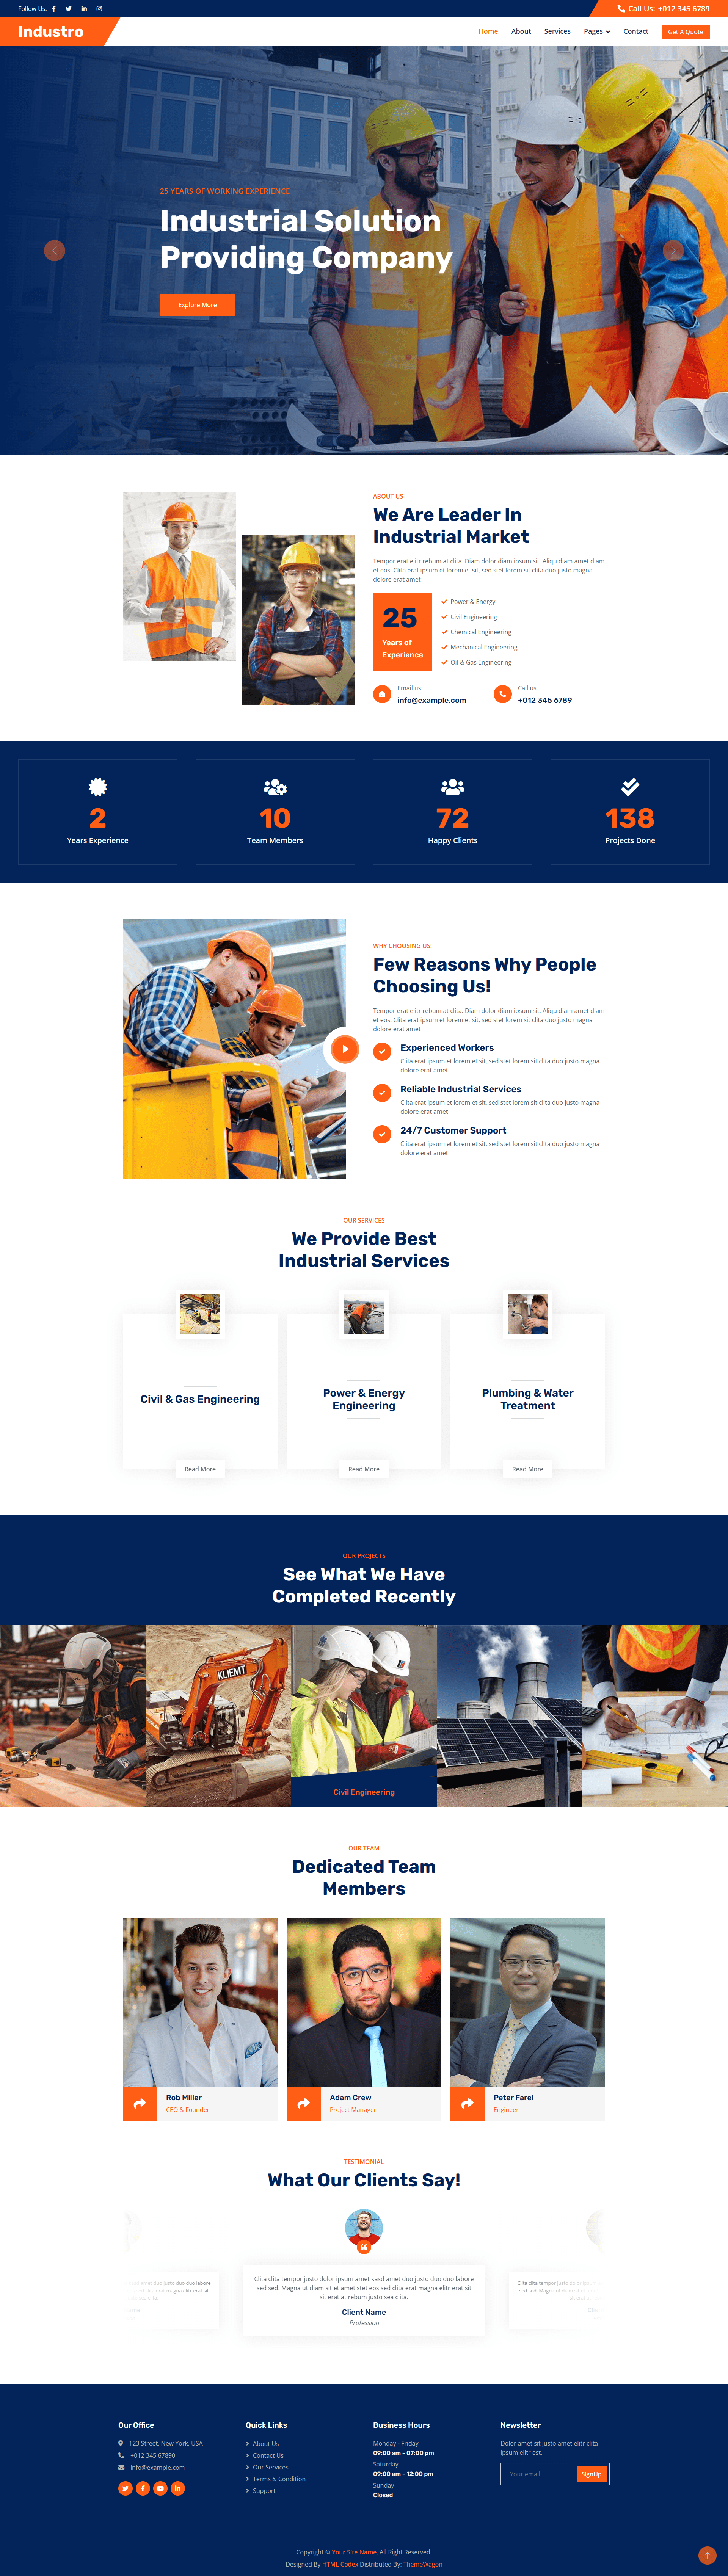 Follow Us:
Call Us: +012 345 6789
Industro
Home About Services Pages Contact Get A Quote
25 YEARS OF WORKING EXPERIENCE
Industrial Solution
Providing Company
Explore More
ABOUT US
We Are Leader In
Industrial Market
Tempor erat elitr rebum at clita. Diam dolor diam ipsum sit. Aliqu diam amet diam
et eos. Clita erat ipsum et lorem et sit, sed stet lorem sit clita duo justo magna
dolore erat amet
25
Years of
Experience
Power & Energy
Civil Engineering
Chemical Engineering
Mechanical Engineering
Oil & Gas Engineering
Email us
info@example.com
Call us
+012 345 6789
2
Years Experience
10
Team Members
72
Happy Clients
138
Projects Done
WHY CHOOSING US!
Few Reasons Why People
Choosing Us!
Tempor erat elitr rebum at clita. Diam dolor diam ipsum sit. Aliqu diam amet diam
et eos. Clita erat ipsum et lorem et sit, sed stet lorem sit clita duo justo magna
dolore erat amet
Experienced Workers
Clita erat ipsum et lorem et sit, sed stet lorem sit clita duo justo magna
dolore erat amet
Reliable Industrial Services
Clita erat ipsum et lorem et sit, sed stet lorem sit clita duo justo magna
dolore erat amet
24/7 Customer Support
Clita erat ipsum et lorem et sit, sed stet lorem sit clita duo justo magna
dolore erat amet
OUR SERVICES
We Provide Best
Industrial Services
Civil & Gas Engineering
Read More
Power & Energy
Engineering
Read More
Plumbing & Water
Treatment
Read More
OUR PROJECTS
See What We Have
Completed Recently
KLIEMT
Civil Engineering
OUR TEAM
Dedicated Team
Members
Rob Miller
CEO & Founder
Adam Crew
Project Manager
Peter Farel
Engineer
TESTIMONIAL
What Our Clients Say!
Clita clita tempor justo dolor ipsum amet kasd amet duo justo duo duo labore
sed sed. Magna ut diam sit et amet stet eos sed clita erat magna elitr erat sit
sit erat at rebum justo sea clita.
Client Name
Profession
Our Office
123 Street, New York, USA
+012 345 67890
info@example.com
Quick Links
About Us
Contact Us
Our Services
Terms & Condition
Support
Business Hours
Monday - Friday
09:00 am - 07:00 pm
Saturday
09:00 am - 12:00 pm
Sunday
Closed
Newsletter
Dolor amet sit justo amet elitr clita
ipsum elitr est.
Your email
SignUp
Copyright © Your Site Name, All Right Reserved.
Designed By HTML Codex Distributed By: ThemeWagon